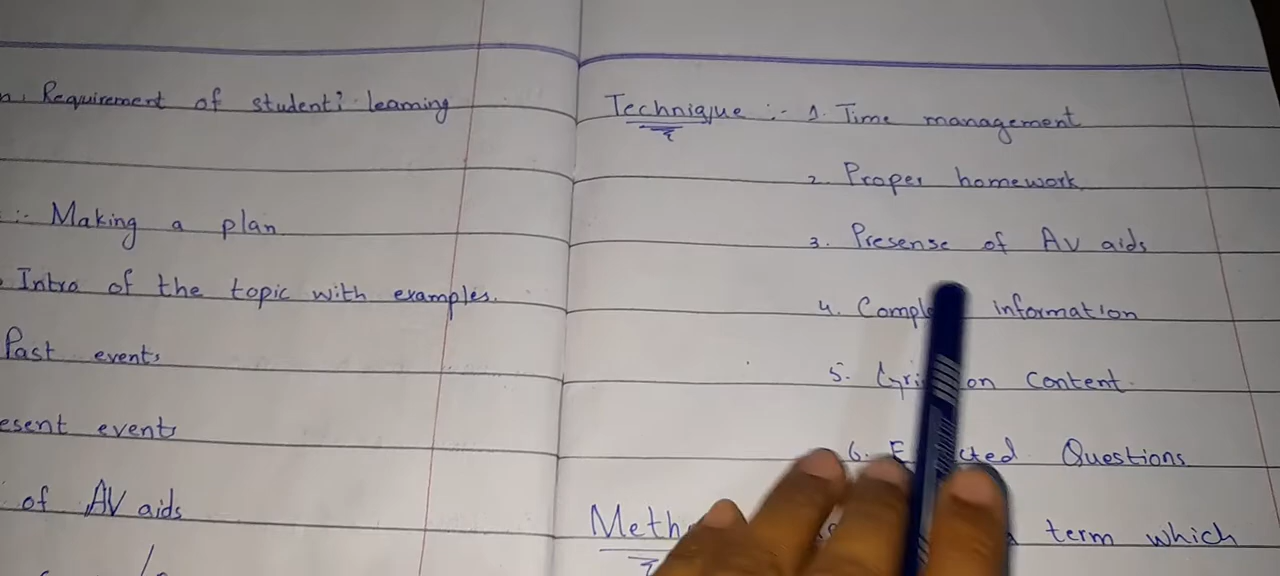 Requirement of student's learning
:- Making a plan
Intro of the topic with examples.
Past events
esent events
of AV aids
Technique :- 1. Time management
2. Proper homework
3. Presense of AV aids
4. information
5. on content.
6. Questions
term which